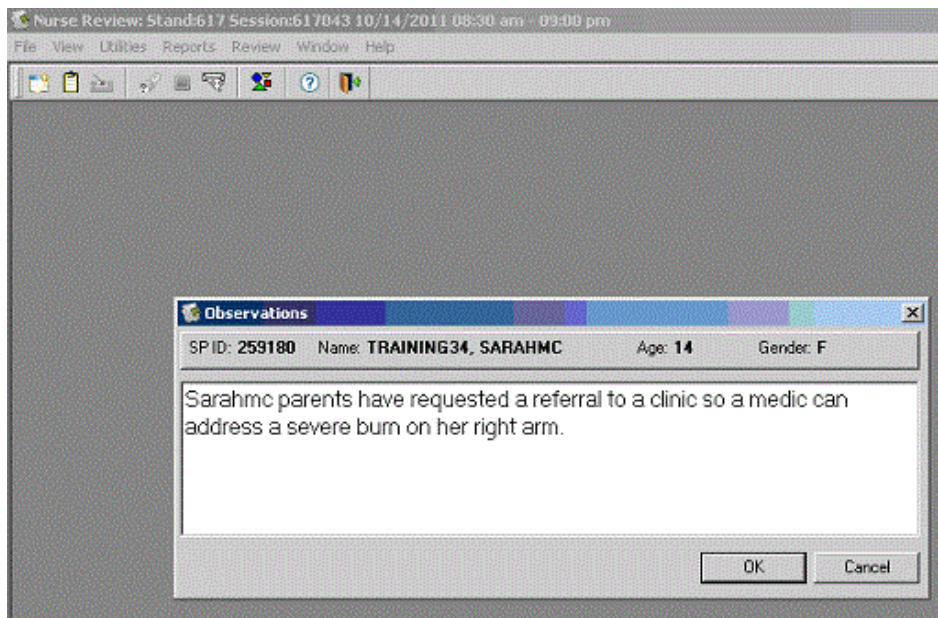 Nurse Review: Stand:617 Session:617043 10/14/2011 08:30 am - 09:00 pm
File View Utilities Reports Review Window Help
Observations
SP ID: 259180 Name: TRAINING34, SARAHMC Age: 14 Gender: F
Sarahmc parents have requested a referral to a clinic so a medic can
address a severe burn on her right arm.
OK Cancel